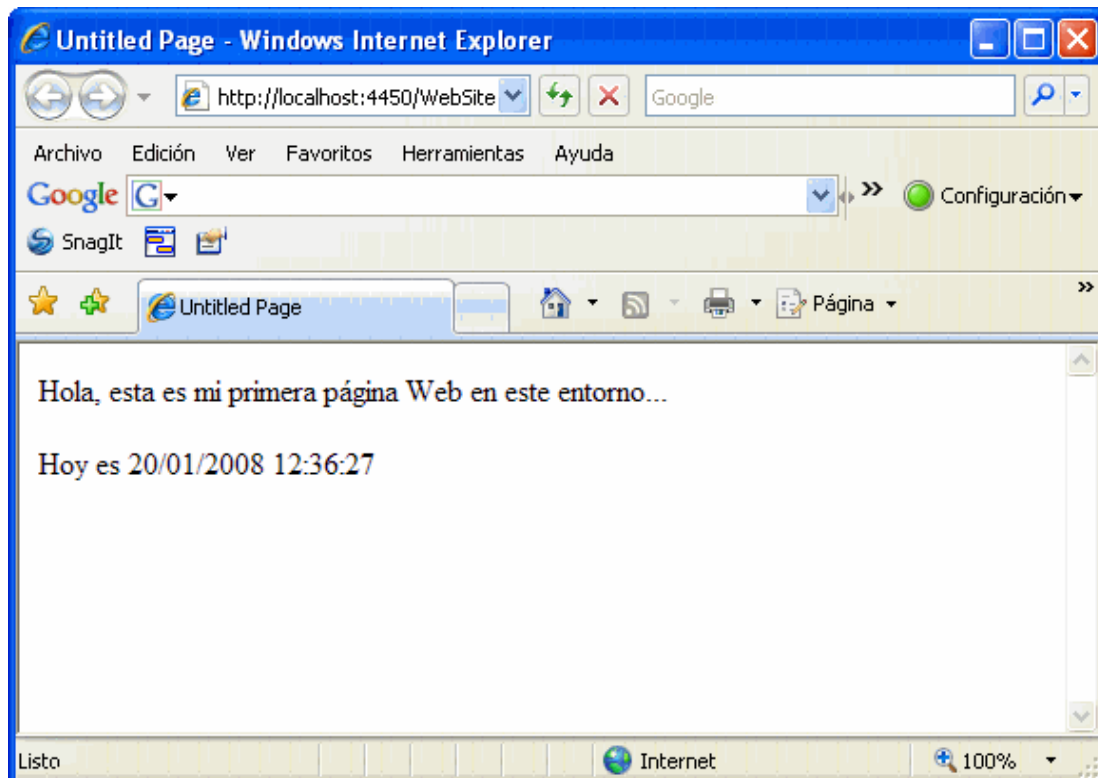 Untitled Page - Windows Internet Explorer
http://localhost:4450/WebSite Google
Archivo Edición Ver Favoritos Herramientas Ayuda
Google G Configuración
SnagIt
Untitled Page Página
Hola, esta es mi primera página Web en este entorno...
Hoy es 20/01/2008 12:36:27
Listo Internet 100%